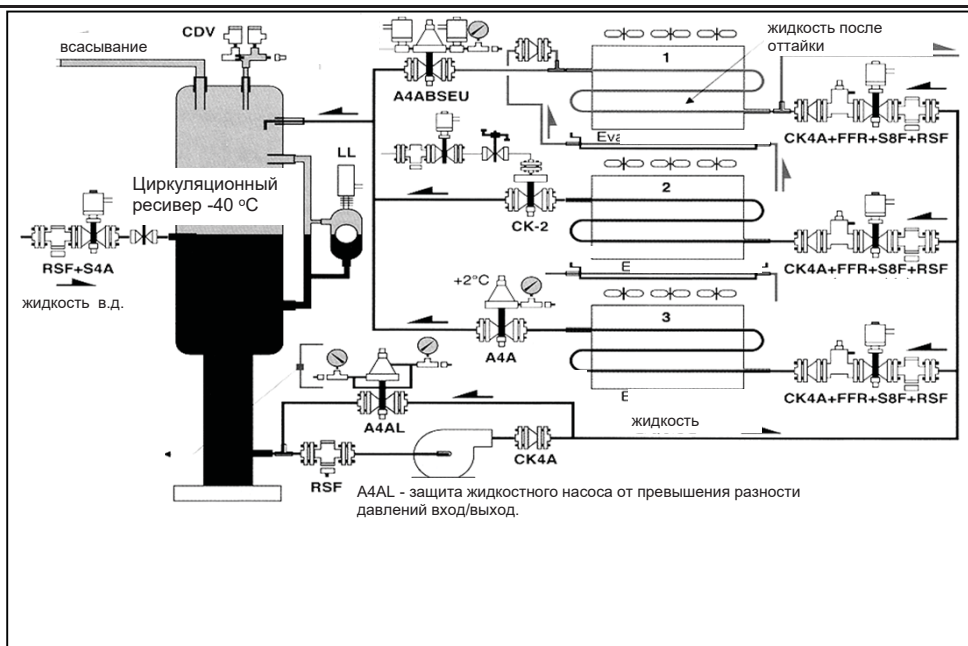 всасывание
CDV
A4ABSEU
1
жидкость после
оттайки
CK4A+FFR+S8F+RSF
Eva
LL
Циркуляционный
ресивер -40 °C
2
CK-2
CK4A+FFR+S8F+RSF
E
RSF+S4A
жидкость в.д.
+2°C
A4A
3
CK4A+FFR+S8F+RSF
E
A4AL
жидкость
RSF
CK4A
A4AL - защита жидкостного насоса от превышения разности
давлений вход/выход.